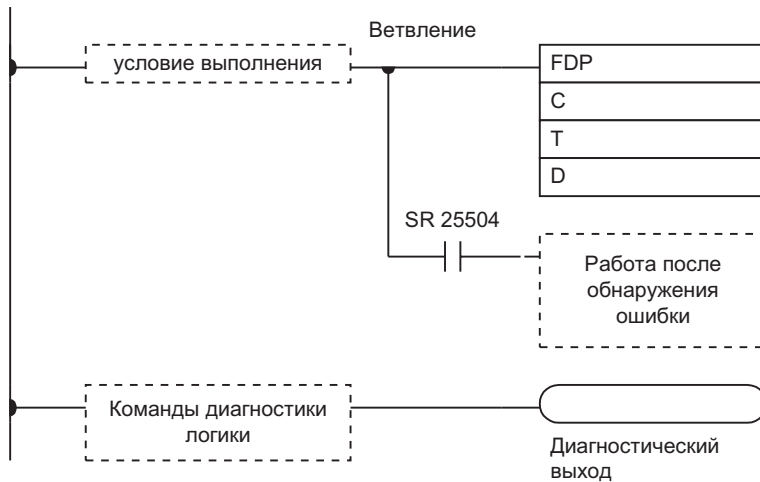 Ветвление
условие выполнения
FDP
C
T
D
SR 25504
Работа после
обнаружения
ошибки
Команды диагностики
логики
Диагностический
выход